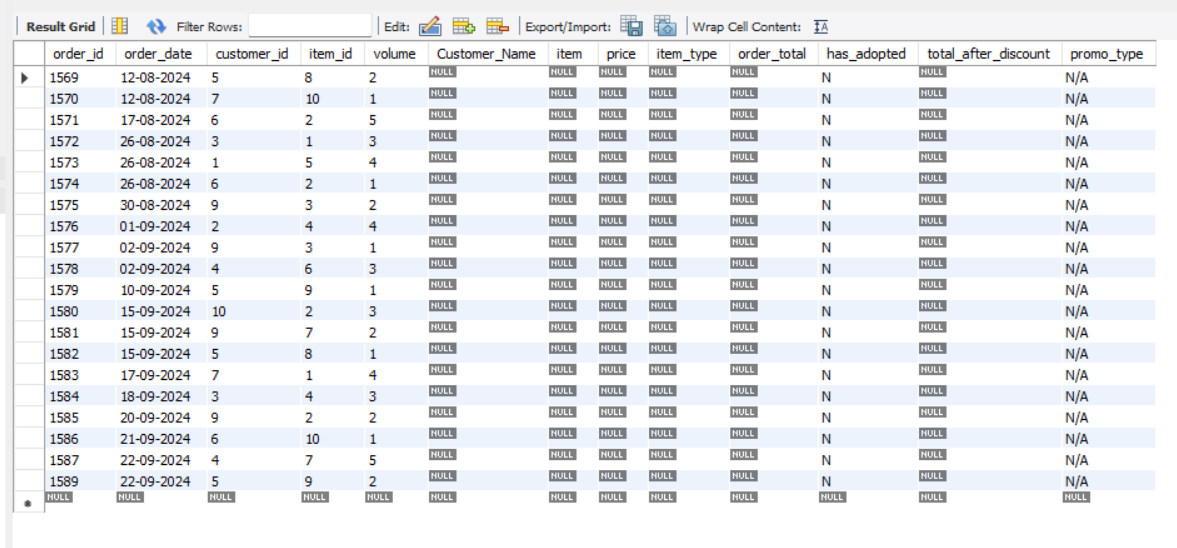 Result Grid Filter Rows: Edit: Export/Import: Wrap Cell Content: IA
order_id order_date customer_id item_id volume Customer_Name item price item_type order_total has_adopted total_after_discount promo_type
1569 12-08-2024 5 8 2 NULL NULL NULL NULL NULL N NULL N/A
1570 12-08-2024 7 10 1 NULL NULL NULL NULL NULL N NULL N/A
1571 17-08-2024 6 2 5 NULL NULL NULL NULL NULL N NULL N/A
1572 26-08-2024 3 1 3 NULL NULL NULL NULL NULL N NULL N/A
1573 26-08-2024 1 5 4 NULL NULL NULL NULL NULL N NULL N/A
1574 26-08-2024 6 2 1 NULL NULL NULL NULL NULL N NULL N/A
1575 30-08-2024 9 3 2 NULL NULL NULL NULL NULL N NULL N/A
1576 01-09-2024 2 4 4 NULL NULL NULL NULL NULL N NULL N/A
1577 02-09-2024 9 3 1 NULL NULL NULL NULL NULL N NULL N/A
1578 02-09-2024 4 6 3 NULL NULL NULL NULL NULL N NULL N/A
1579 10-09-2024 5 9 1 NULL NULL NULL NULL NULL N NULL N/A
1580 15-09-2024 10 2 3 NULL NULL NULL NULL NULL N NULL N/A
1581 15-09-2024 9 7 2 NULL NULL NULL NULL NULL N NULL N/A
1582 15-09-2024 5 8 1 NULL NULL NULL NULL NULL N NULL N/A
1583 17-09-2024 7 1 4 NULL NULL NULL NULL NULL N NULL N/A
1584 18-09-2024 3 4 3 NULL NULL NULL NULL NULL N NULL N/A
1585 20-09-2024 9 2 2 NULL NULL NULL NULL NULL N NULL N/A
1586 21-09-2024 6 10 1 NULL NULL NULL NULL NULL N NULL N/A
1587 22-09-2024 4 7 5 NULL NULL NULL NULL NULL N NULL N/A
1589 22-09-2024 5 9 2 NULL NULL NULL NULL NULL N NULL N/A
NULL NULL NULL NULL NULL NULL NULL NULL NULL NULL NULL NULL NULL